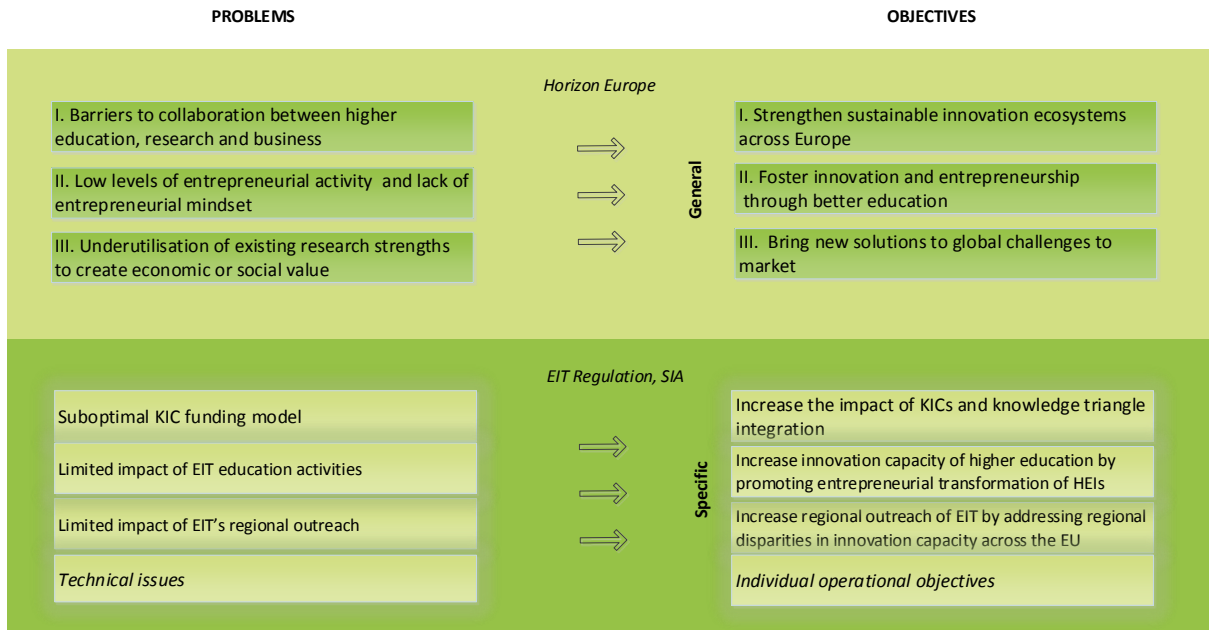 PROBLEMS
OBJECTIVES
Horizon Europe
I. Barriers to collaboration between higher
education, research and business
II. Low levels of entrepreneurial activity and lack of
entrepreneurial mindset
III. Underutilisation of existing research strengths
to create economic or social value
General
I. Strengthen sustainable innovation ecosystems
across Europe
II. Foster innovation and entrepreneurship
through better education
III. Bring new solutions to global challenges to
market
EIT Regulation, SIA
Suboptimal KIC funding model
Limited impact of EIT education activities
Limited impact of EIT’s regional outreach
Technical issues
Specific
Increase the impact of KICs and knowledge triangle
integration
Increase innovation capacity of higher education by
promoting entrepreneurial transformation of HEIs
Increase regional outreach of EIT by addressing regional
disparities in innovation capacity across the EU
Individual operational objectives